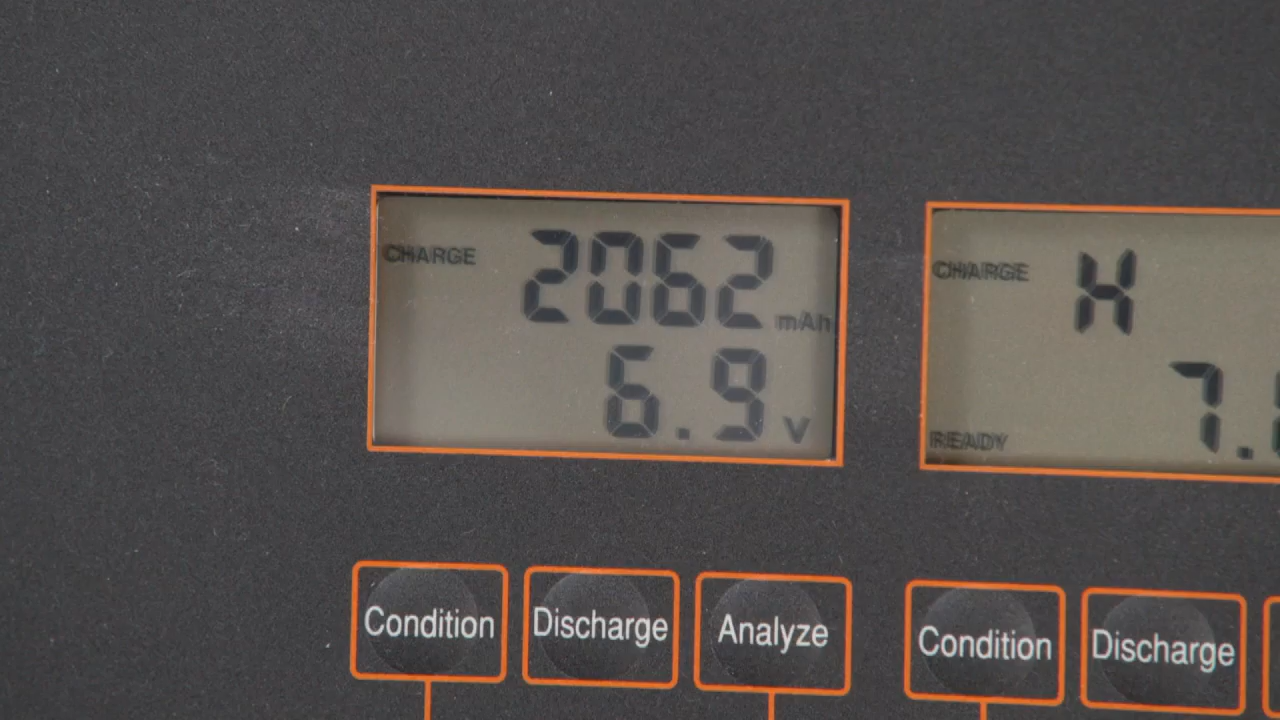 CHARGE 2062 mAh
6.9 V
CHARGE H
READY 7.
Condition Discharge Analyze
Condition Discharge